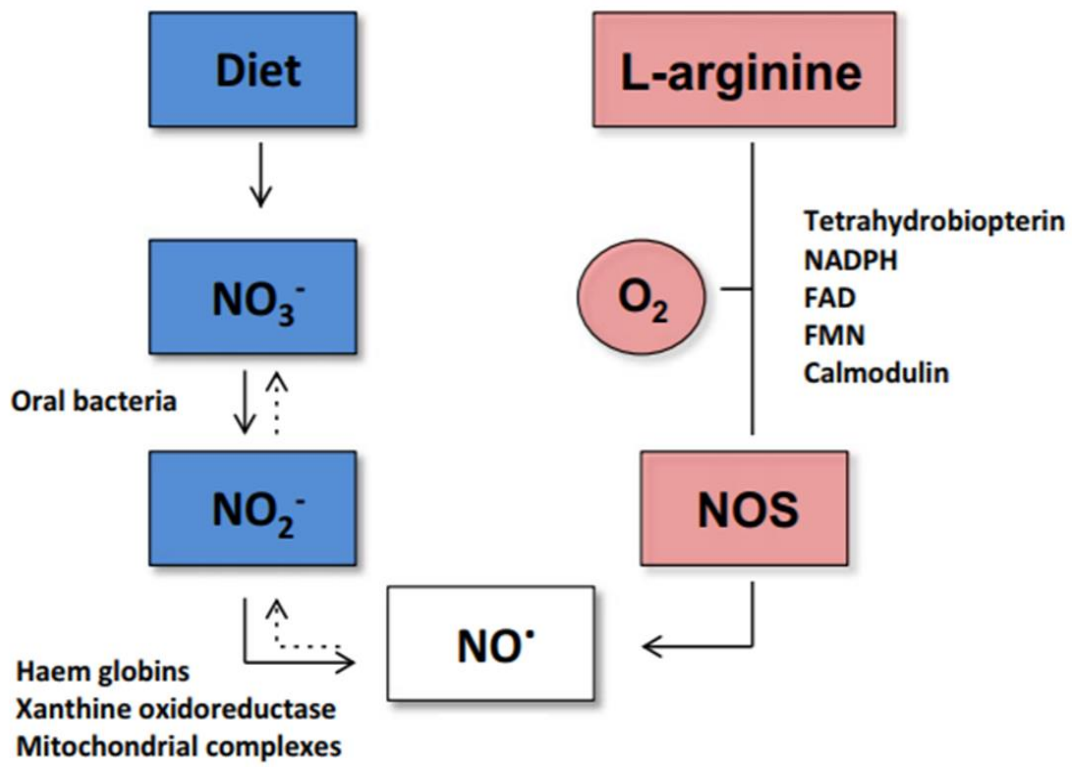 Diet
L-arginine
Tetrahydrobiopterin
NADPH
FAD
FMN
Calmodulin
NO₃⁻
O₂
Oral bacteria
NO₂⁻
NOS
NO•
Haem globins
Xanthine oxidoreductase
Mitochondrial complexes